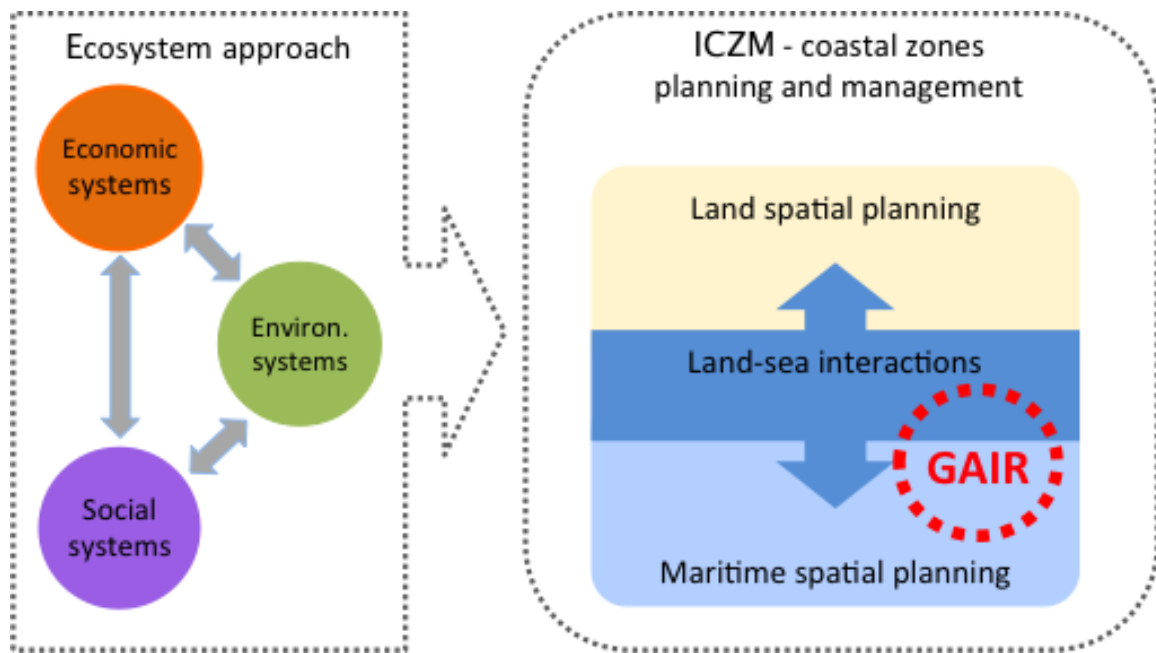 Ecosystem approach
Economic
systems
Environ.
systems
Social
systems
ICZM - coastal zones
planning and management
Land spatial planning
Land-sea interactions
GAIR
Maritime spatial planning